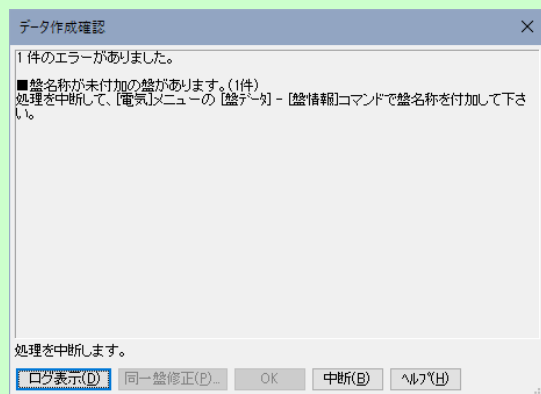 データ作成確認
1 件のエラーがありました。
■盤名称が未付加の盤があります。(1件)
処理を中断して、[電気]メニューの [盤ﾃﾞｰﾀ] - [盤情報]コマンドで盤名称を付加して下さ
い。
処理を中断します。
ログ表示(D)
同一盤修正(P)...
OK
中断(B)
ﾍﾙﾌﾟ(H)